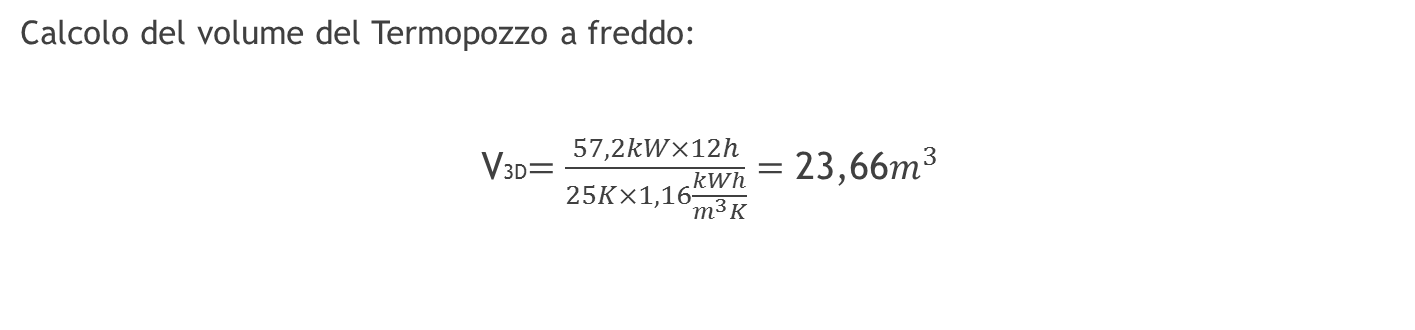 Calcolo del volume del Termopozzo a freddo:
V3D= 57,2kW×12h / 25K×1,16 kWh/m³K = 23,66m³